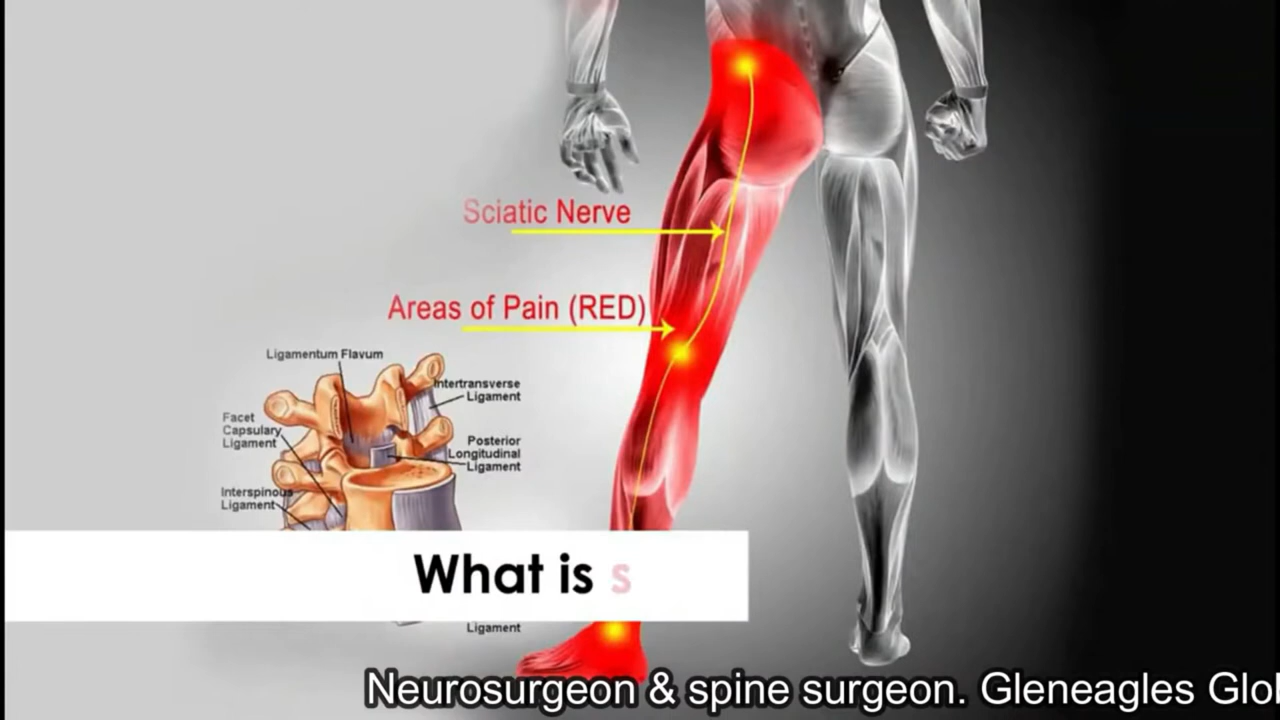 Sciatic Nerve
Areas of Pain (RED)
Ligamentum Flavum
Intertransverse
Ligament
Facet
Capsulary
Ligament
Posterior
Longitudinal
Ligament
Interspinous
Ligament
What is s
Ligament
Neurosurgeon & spine surgeon. Gleneagles Glo